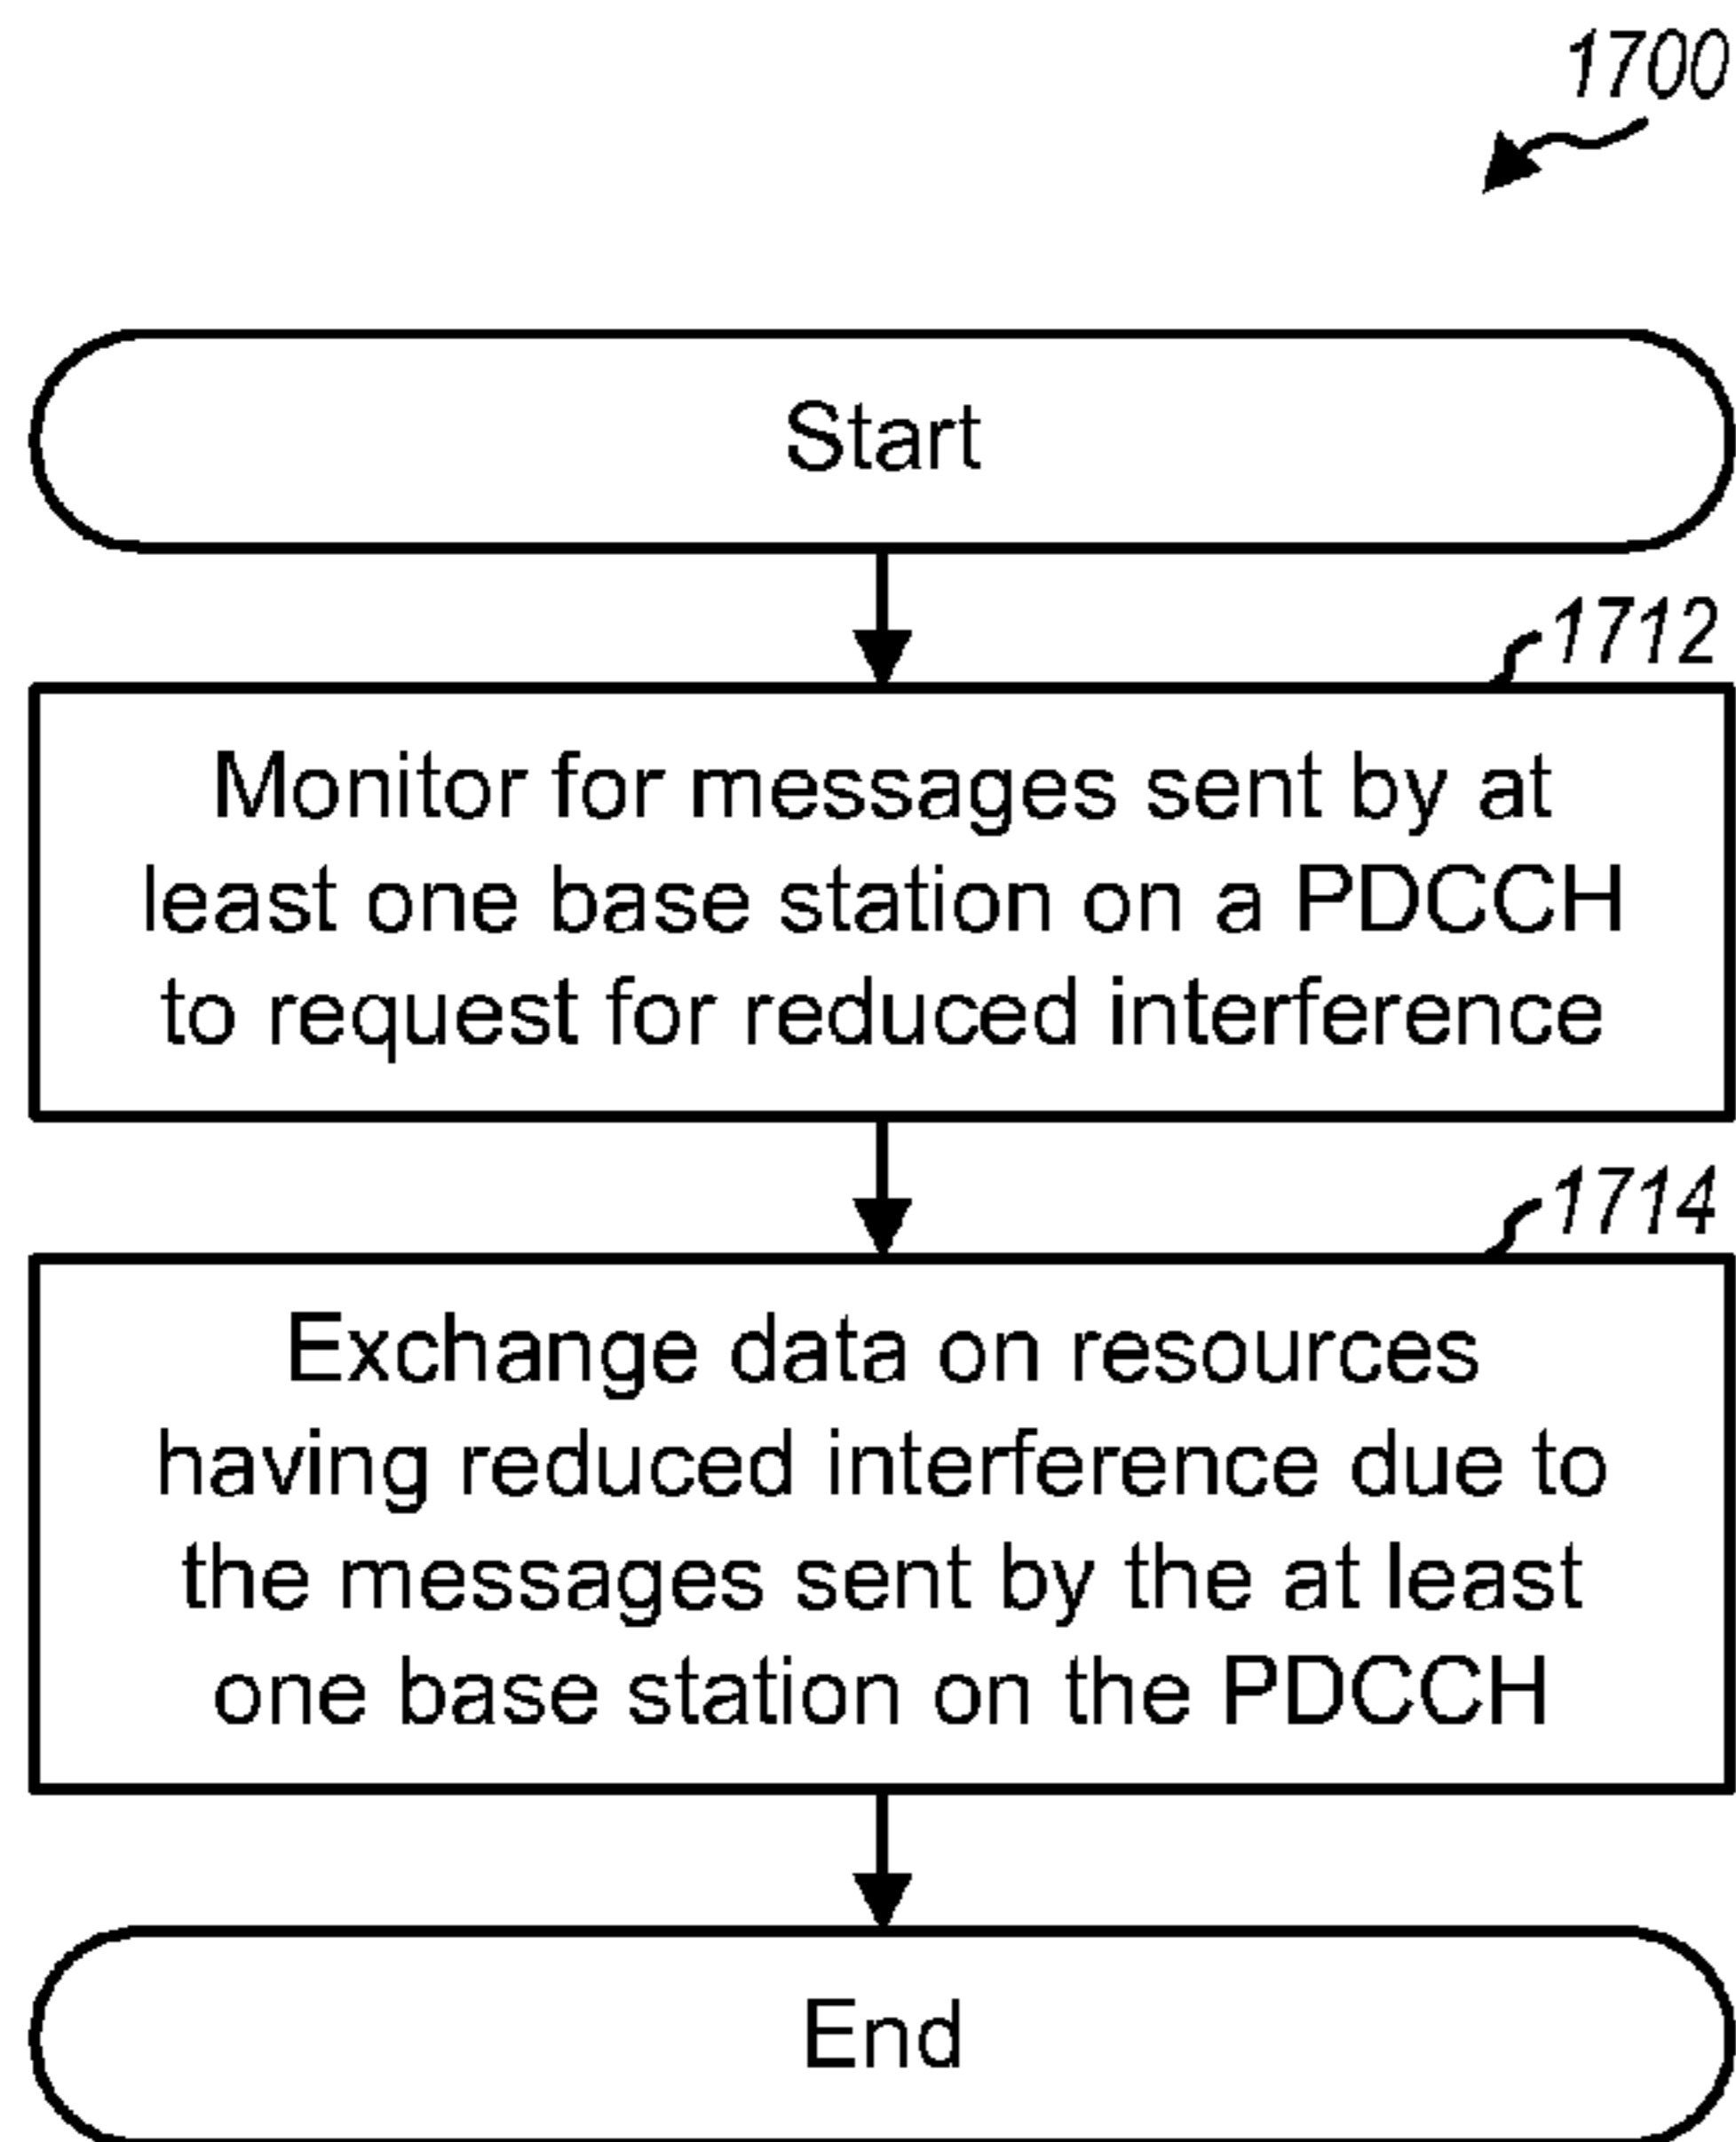 1700
Start
1712
Monitor for messages sent by at
least one base station on a PDCCH
to request for reduced interference
1714
Exchange data on resources
having reduced interference due to
the messages sent by the at least
one base station on the PDCCH
End